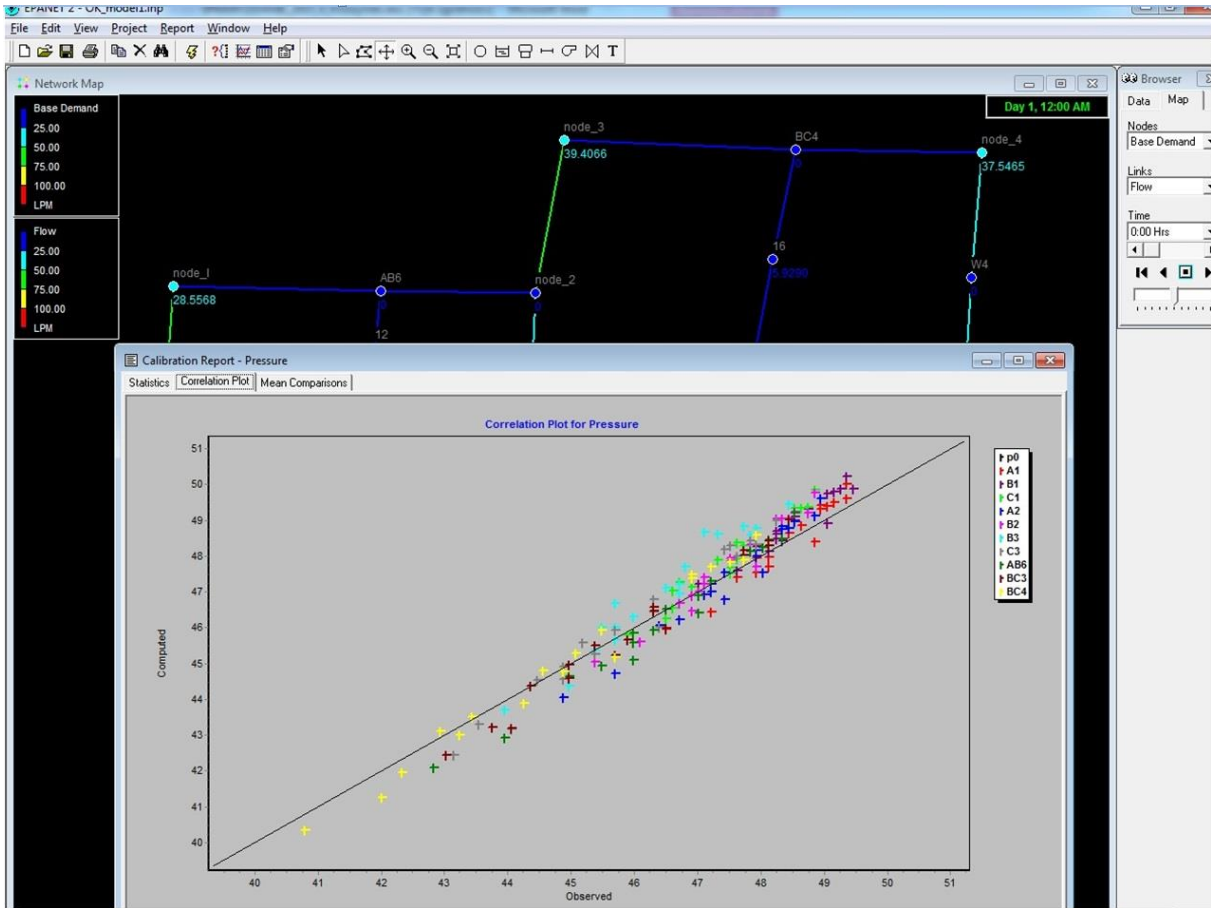 EPANET 2 - OK_model1.inp
File Edit View Project Report Window Help
T
Network Map
Browser
Data Map
Base Demand
25.00
50.00
75.00
100.00
LPM
Flow
25.00
50.00
75.00
100.00
LPM
Day 1, 12:00 AM
Nodes
Base Demand
Links
Flow
Time
0:00 Hrs
node_3
39.4066
BC4
0
node_4
37.5465
node_I
28.5568
AB6
0
node_2
0
16
5.9290
W4
0
12
Calibration Report - Pressure
Statistics Correlation Plot Mean Comparisons
Correlation Plot for Pressure
51
50
49
48
47
46
45
44
43
42
41
40
Computed
40 41 42 43 44 45 46 47 48 49 50 51
Observed
p0
A1
B1
C1
A2
B2
B3
C3
AB6
BC3
BC4